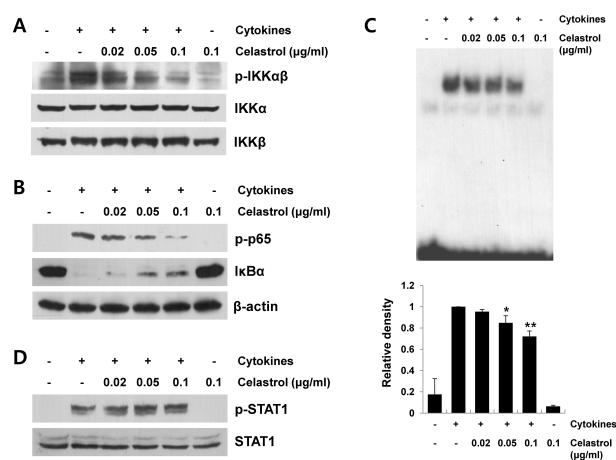 A
- + + + + - Cytokines
- - 0.02 0.05 0.1 0.1 Celastrol (μg/ml)
p-IKKαβ
IKKα
IKKβ
B
- + + + + - Cytokines
- - 0.02 0.05 0.1 0.1 Celastrol (μg/ml)
p-p65
IκBα
β-actin
D
- + + + + - Cytokines
- - 0.02 0.05 0.1 0.1 Celastrol (μg/ml)
p-STAT1
STAT1
C
- + + + + - Cytokines
- - 0.02 0.05 0.1 0.1 Celastrol
(μg/ml)
Relative density
1.2
1
0.8
0.6
0.4
0.2
0
*
**
- + + + + - Cytokines
- - 0.02 0.05 0.1 0.1 Celastrol
(μg/ml)